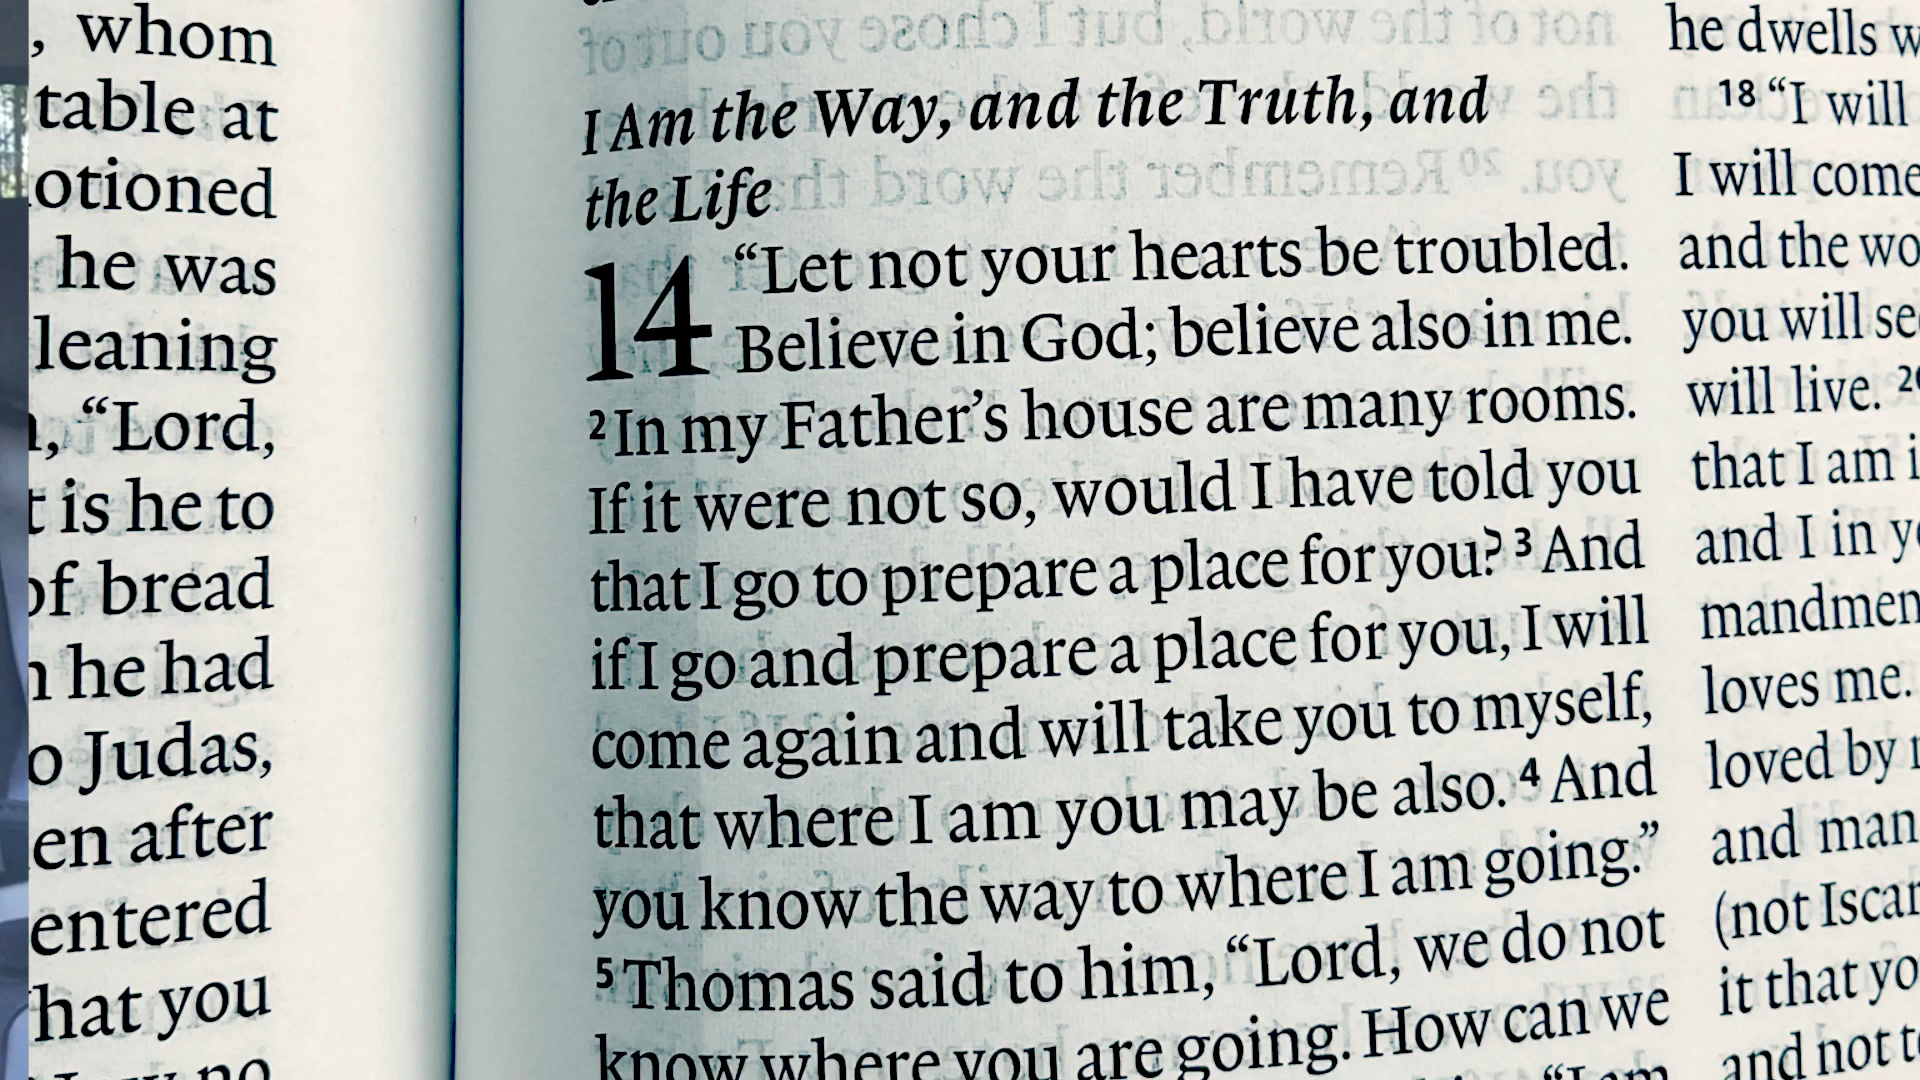 , whom
table at
otioned
he was
leaning
, “Lord,
t is he to
of bread
he had
o Judas,
en after
entered
hat you
no
I Am the Way, and the Truth, and
the Life
14 “Let not your hearts be troubled.
Believe in God; believe also in me.
2 In my Father’s house are many rooms.
If it were not so, would I have told you
that I go to prepare a place for you? 3 And
if I go and prepare a place for you, I will
come again and will take you to myself,
that where I am you may be also. 4 And
you know the way to where I am going.”
5 Thomas said to him, “Lord, we do not
know where you are going. How can we
“I am
he dwells w
18 “I will
I will come
and the wo
you will see
will live. 20
that I am i
and I in yo
mandmen
loves me.
loved by
and man
(not Iscar
it that yo
and not to